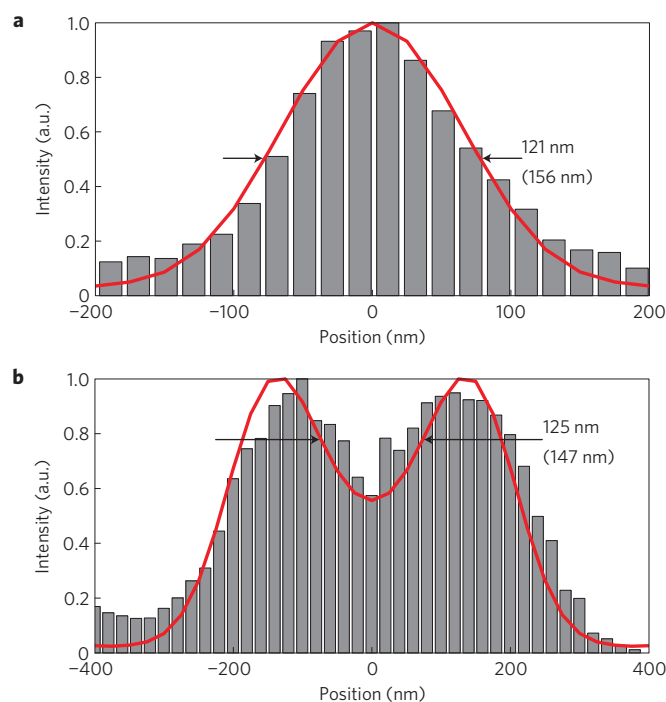 a
1.0
0.8
0.6
0.4
0.2
0
Intensity (a.u.)
121 nm
(156 nm)
−200
−100
0
100
200
Position (nm)
b
1.0
0.8
0.6
0.4
0.2
0
Intensity (a.u.)
125 nm
(147 nm)
−400
−200
0
200
400
Position (nm)